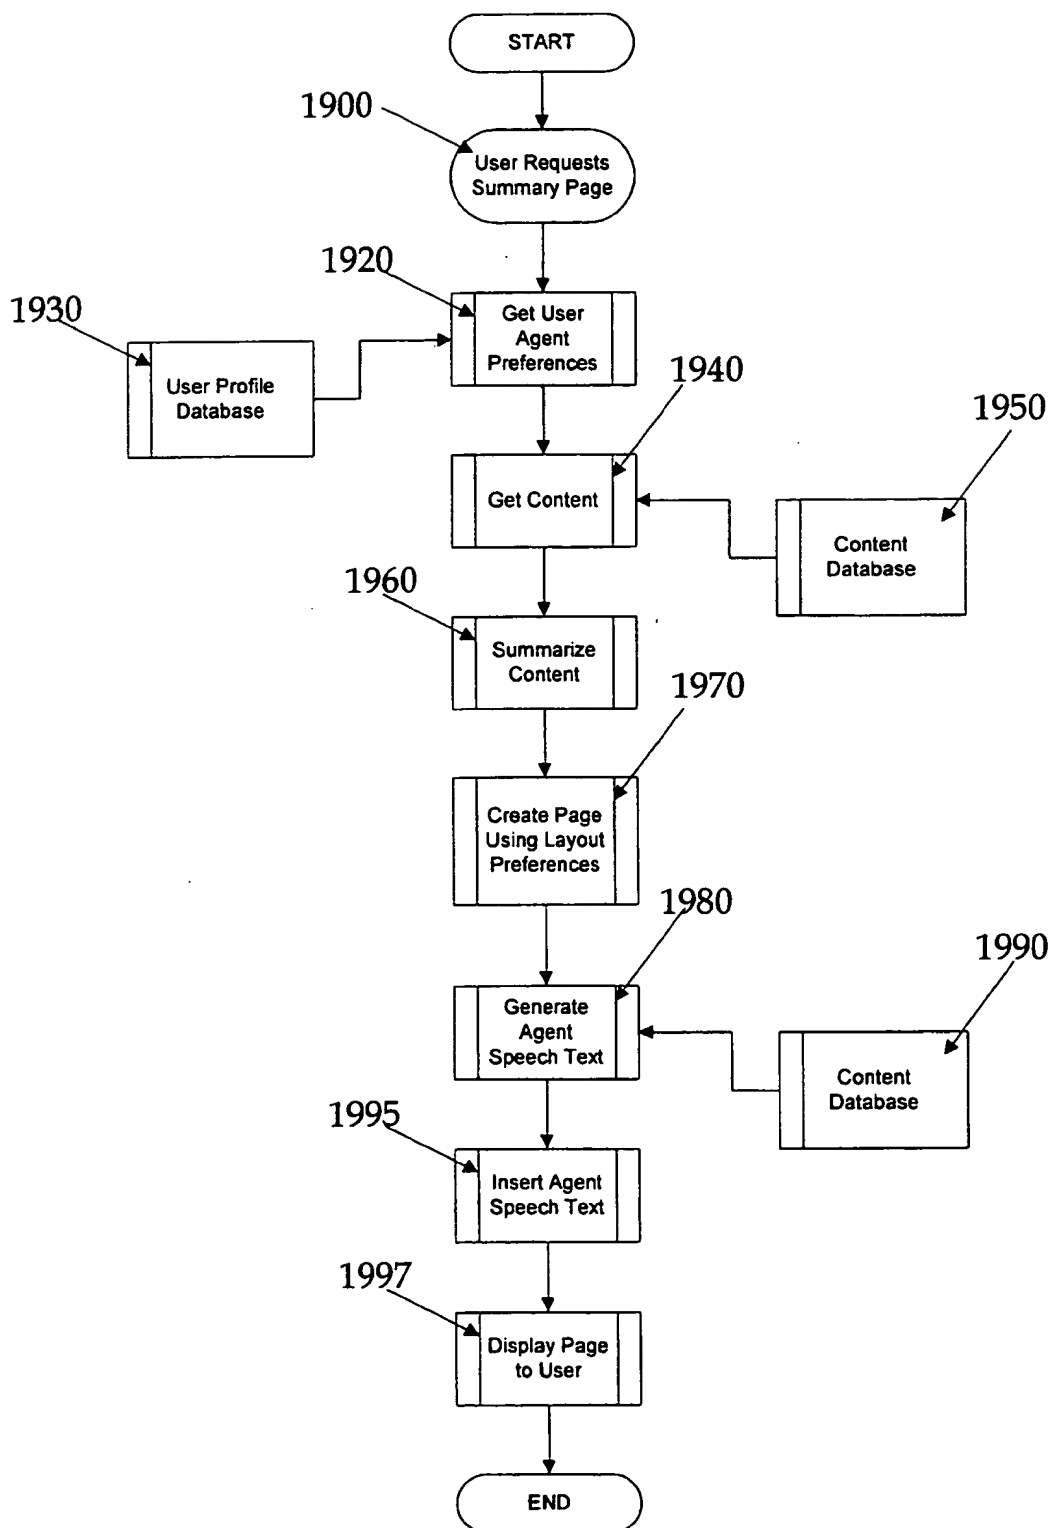 START
1900
User Requests
Summary Page
1920
Get User
Agent
Preferences
1930
User Profile
Database
1940
Get Content
1950
Content
Database
1960
Summarize
Content
1970
Create Page
Using Layout
Preferences
1980
Generate
Agent
Speech Text
1990
Content
Database
1995
Insert Agent
Speech Text
1997
Display Page
to User
END